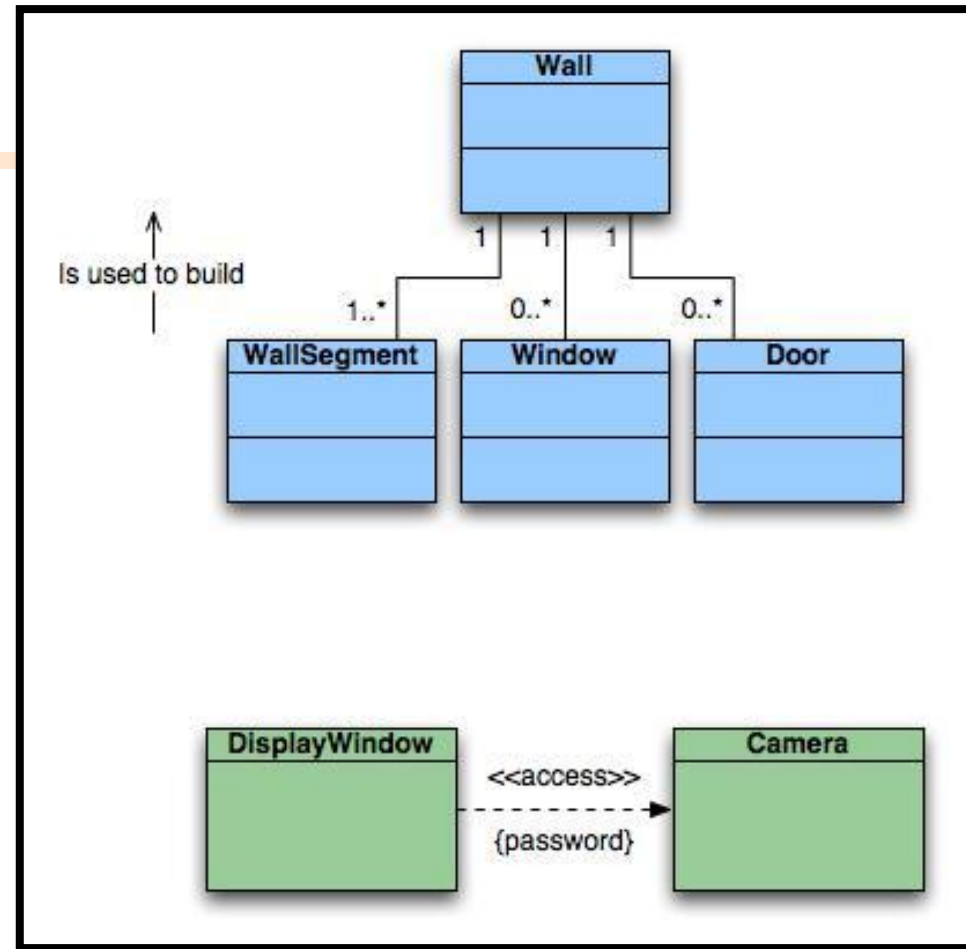 Wall
1 1 1
Is used to build
1..* 0..* 0..*
WallSegment Window Door
DisplayWindow Camera
<<access>>
{password}